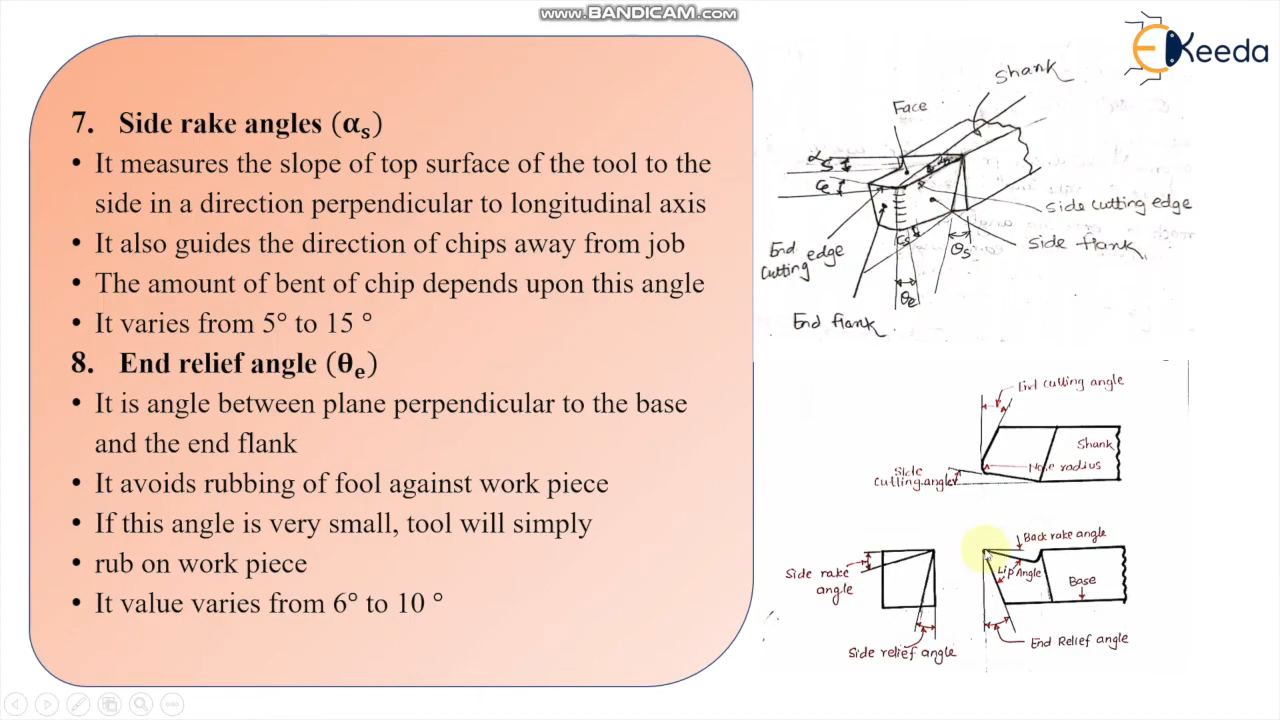 www.BANDICAM.com
EKeeda
7. Side rake angles (αs)
• It measures the slope of top surface of the tool to the
side in a direction perpendicular to longitudinal axis
• It also guides the direction of chips away from job
• The amount of bent of chip depends upon this angle
• It varies from 5° to 15 °
8. End relief angle (θe)
• It is angle between plane perpendicular to the base
and the end flank
• It avoids rubbing of fool against work piece
• If this angle is very small, tool will simply
• rub on work piece
• It value varies from 6° to 10 °
Shank
Face
αs
Ce
Side cutting edge
Side flank
End edge
cutting
Cs
θs
θe
End flank
cutting angle
Shank
Nose radius
Side
cutting angle
Back rake angle
Side rake
angle
Lip Angle
Base
End Relief angle
Side relief angle